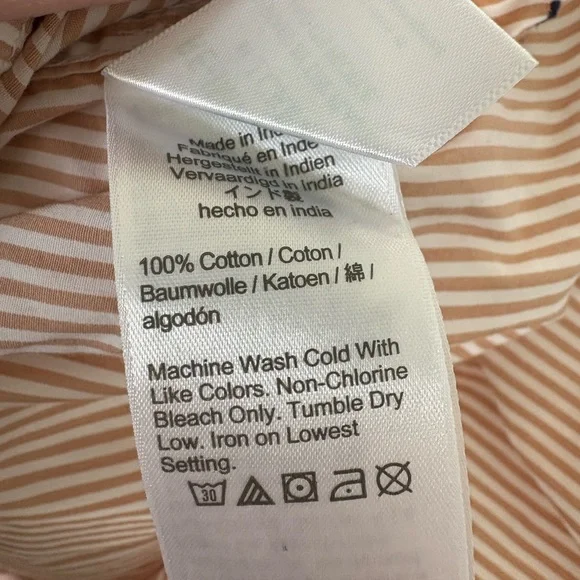 Made in
Fabriqué en Inde
Hergestellt in Indien
Vervaardigd in India
インド製
hecho en india
100% Cotton / Coton /
Baumwolle / Katoen / 綿 /
algodón
Machine Wash Cold With
Like Colors. Non-Chlorine
Bleach Only. Tumble Dry
Low. Iron on Lowest
Setting.
30